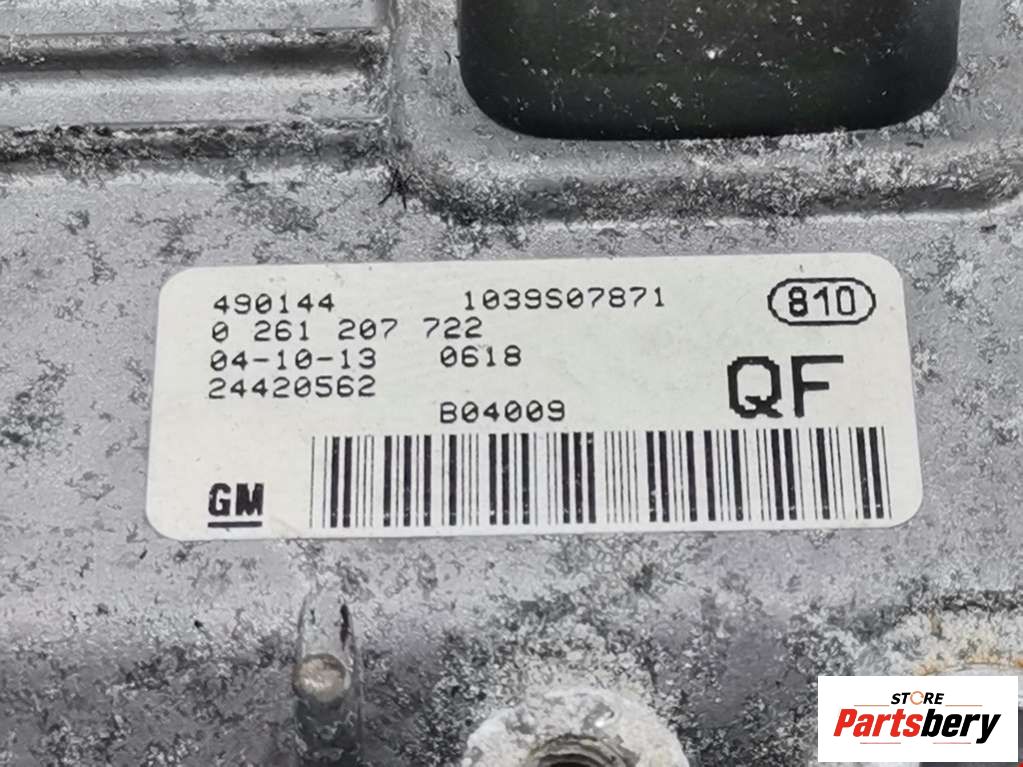 490144 1039S07871 810
0 261 207 722
04-10-13 0618
24420562 QF
B04009
GM
STORE
Partsbery